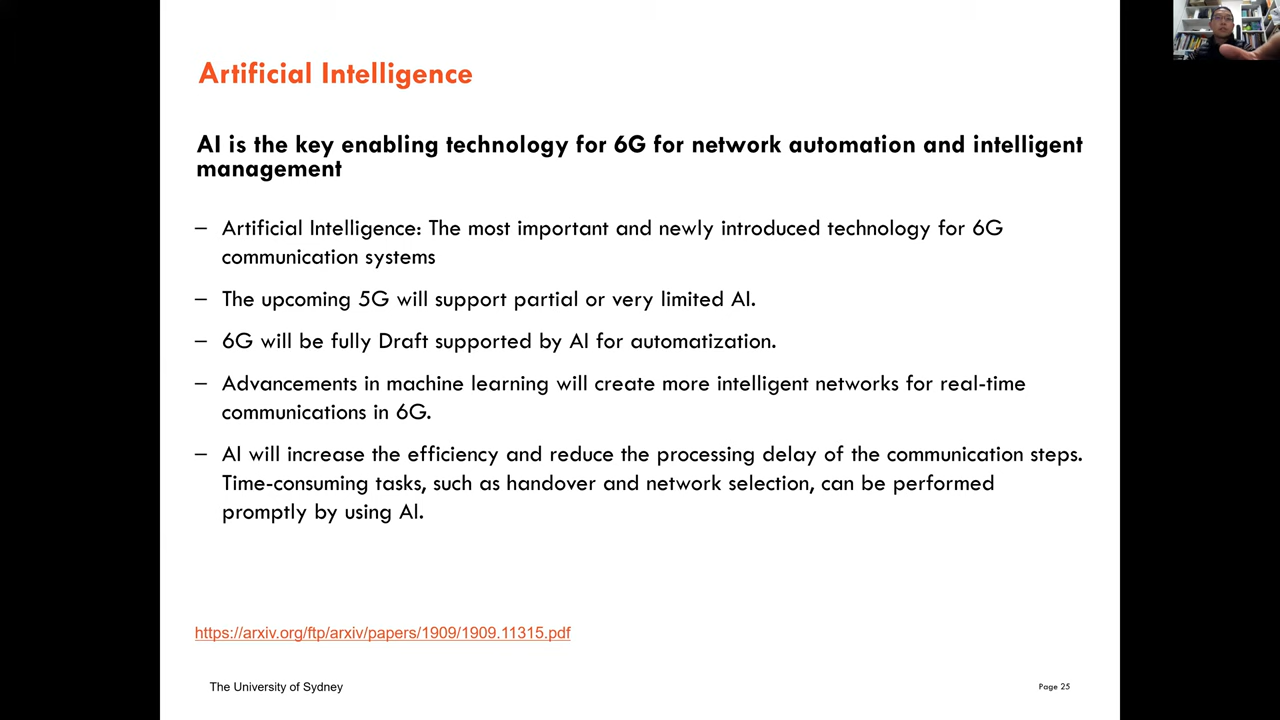 Artificial Intelligence
AI is the key enabling technology for 6G for network automation and intelligent
management
– Artificial Intelligence: The most important and newly introduced technology for 6G
communication systems
– The upcoming 5G will support partial or very limited AI.
– 6G will be fully Draft supported by AI for automatization.
– Advancements in machine learning will create more intelligent networks for real-time
communications in 6G.
– AI will increase the efficiency and reduce the processing delay of the communication steps.
Time-consuming tasks, such as handover and network selection, can be performed
promptly by using AI.
https://arxiv.org/ftp/arxiv/papers/1909/1909.11315.pdf
The University of Sydney
Page 25